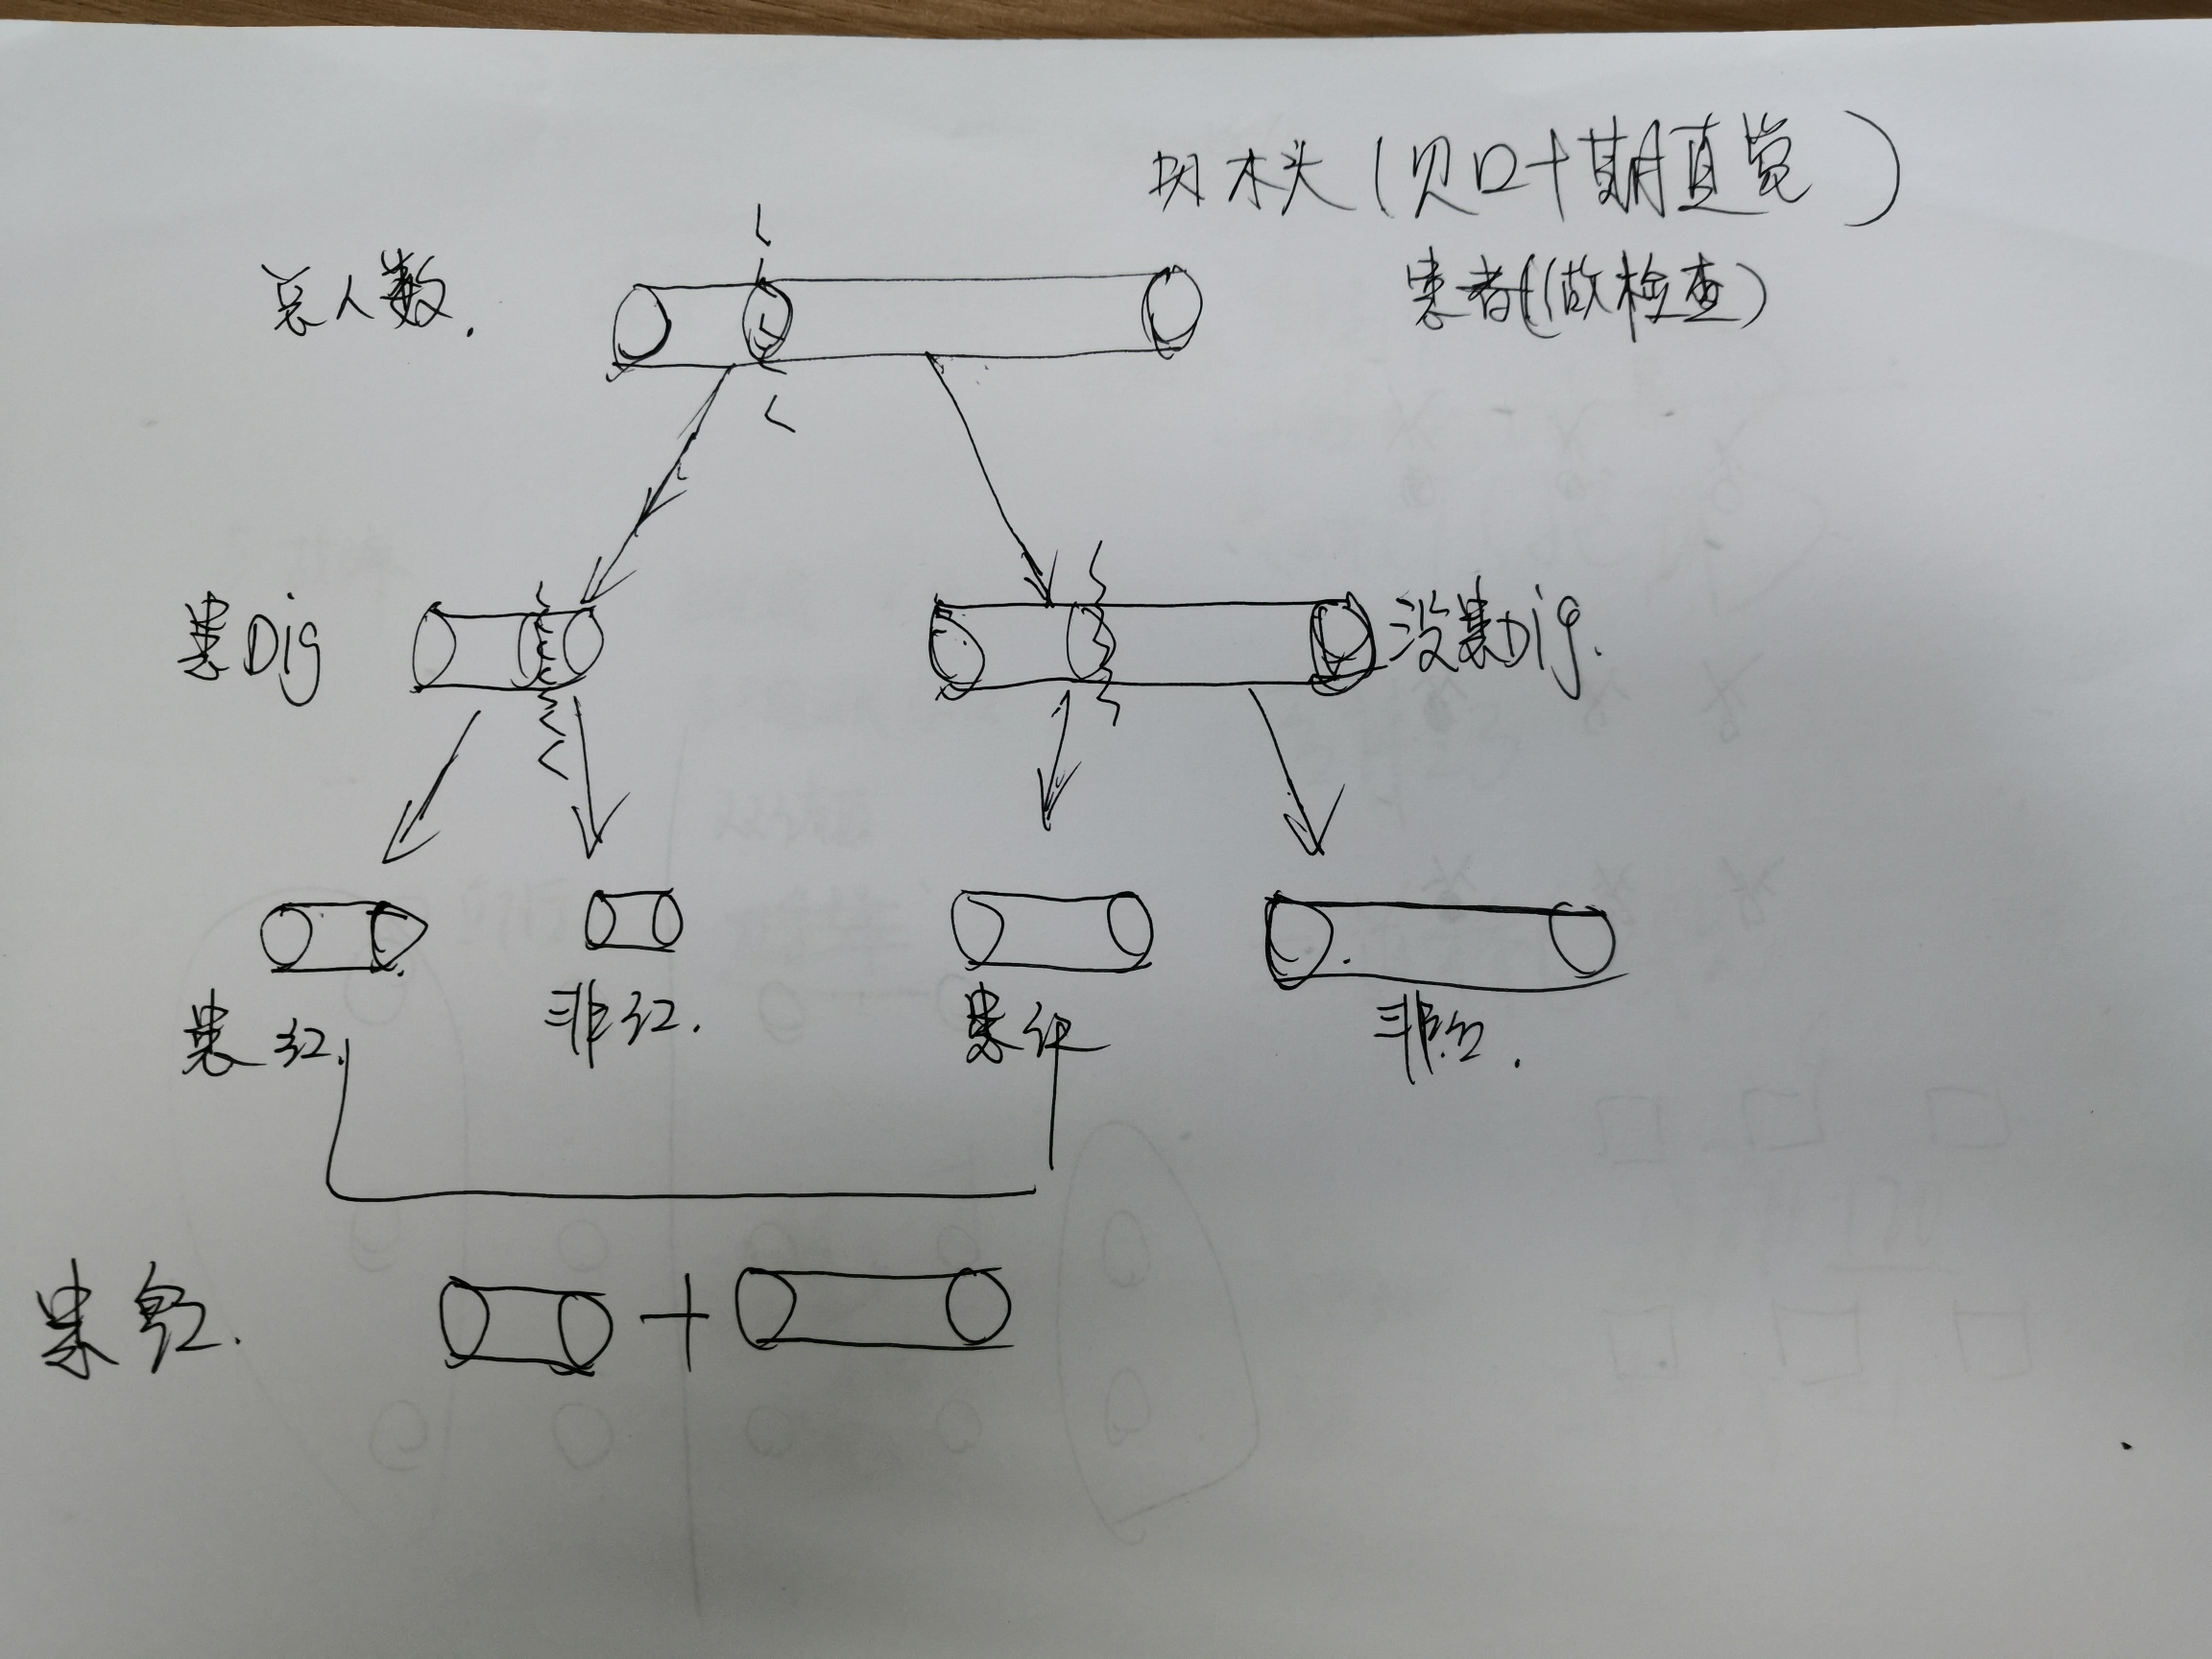 切木头(贝叶斯直觉)
患者(做检查)
总人数.
患Dig
没患Dig.
患红.
非红.
患红
非红.
患红.
+